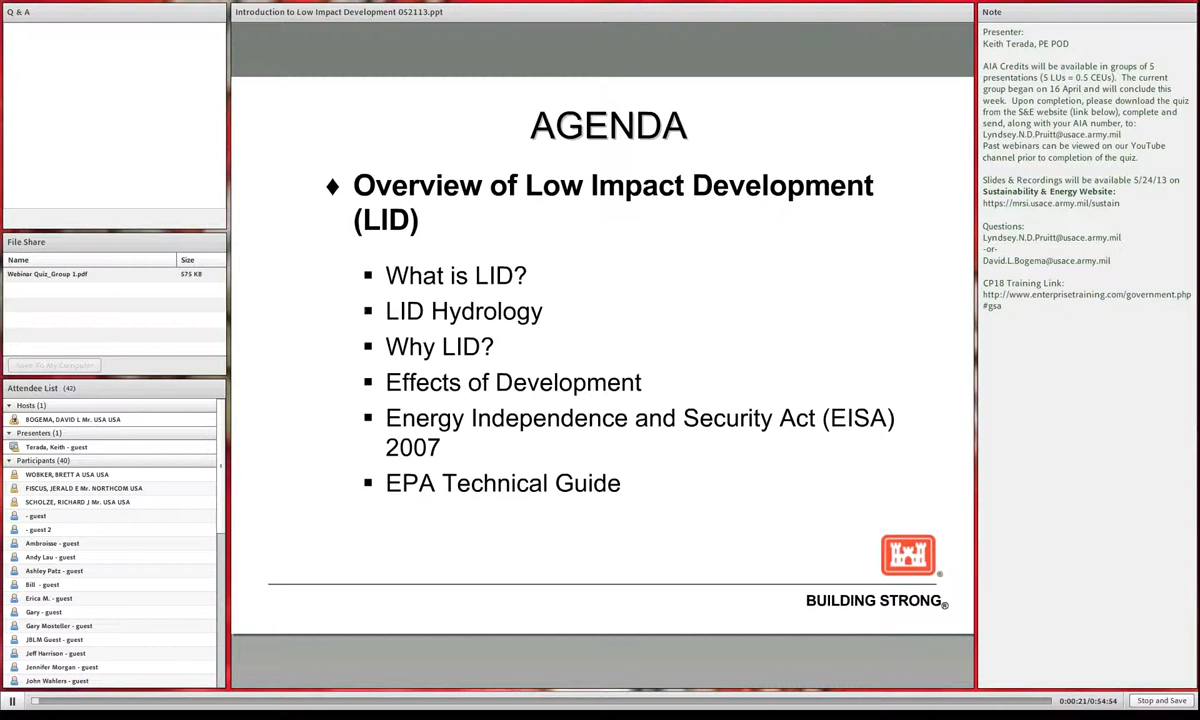 Q & A
Introduction to Low Impact Development 052113.ppt
Note
File Share
Name
Size
Webinar Quiz_Group 1.pdf
575 KB
Save To My Computer
Attendee List (42)
Hosts (1)
BOGEMA, DAVID L Mr. USA USA
Presenters (1)
Terada, Keith - guest
Participants (40)
WOBKER, BRETT A USA USA
FISCUS, JERALD E Mr. NORTHCOM USA
SCHOLZE, RICHARD J Mr. USA USA
- guest
- guest 2
Ambroisse - guest
Andy Lau - guest
Ashley Patz - guest
Bill - guest
Erica M. - guest
Gary - guest
Gary Mosteller - guest
JBLM Guest - guest
Jeff Harrison - guest
Jennifer Morgan - guest
John Wahlers - guest
AGENDA
♦ Overview of Low Impact Development
(LID)
▪ What is LID?
▪ LID Hydrology
▪ Why LID?
▪ Effects of Development
▪ Energy Independence and Security Act (EISA)
2007
▪ EPA Technical Guide
®
BUILDING STRONG®
Presenter:
Keith Terada, PE POD
AIA Credits will be available in groups of 5
presentations (5 LUs = 0.5 CEUs).  The current
group began on 16 April and will conclude this
week.  Upon completion, please download the quiz
from the S&E website (link below), complete and
send, along with your AIA number, to:
Lyndsey.N.D.Pruitt@usace.army.mil
Past webinars can be viewed on our YouTube
channel prior to completion of the quiz.
Slides & Recordings will be available 5/24/13 on
Sustainability & Energy Website:
https://mrsi.usace.army.mil/sustain
Questions:
Lyndsey.N.D.Pruitt@usace.army.mil
-or-
David.L.Bogema@usace.army.mil
CP18 Training Link:
http://www.enterprisetraining.com/government.php
#gsa
0:00:21/0:54:54
Stop and Save